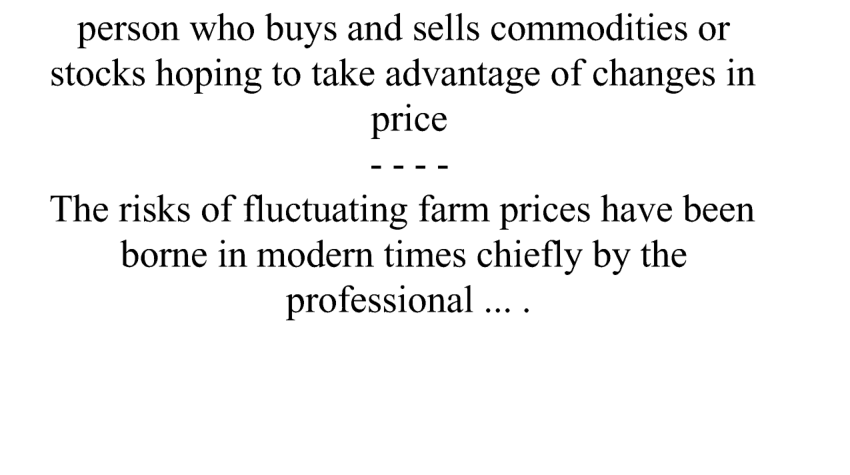 person who buys and sells commodities or
stocks hoping to take advantage of changes in
price
- - - -
The risks of fluctuating farm prices have been
borne in modern times chiefly by the
professional ... .